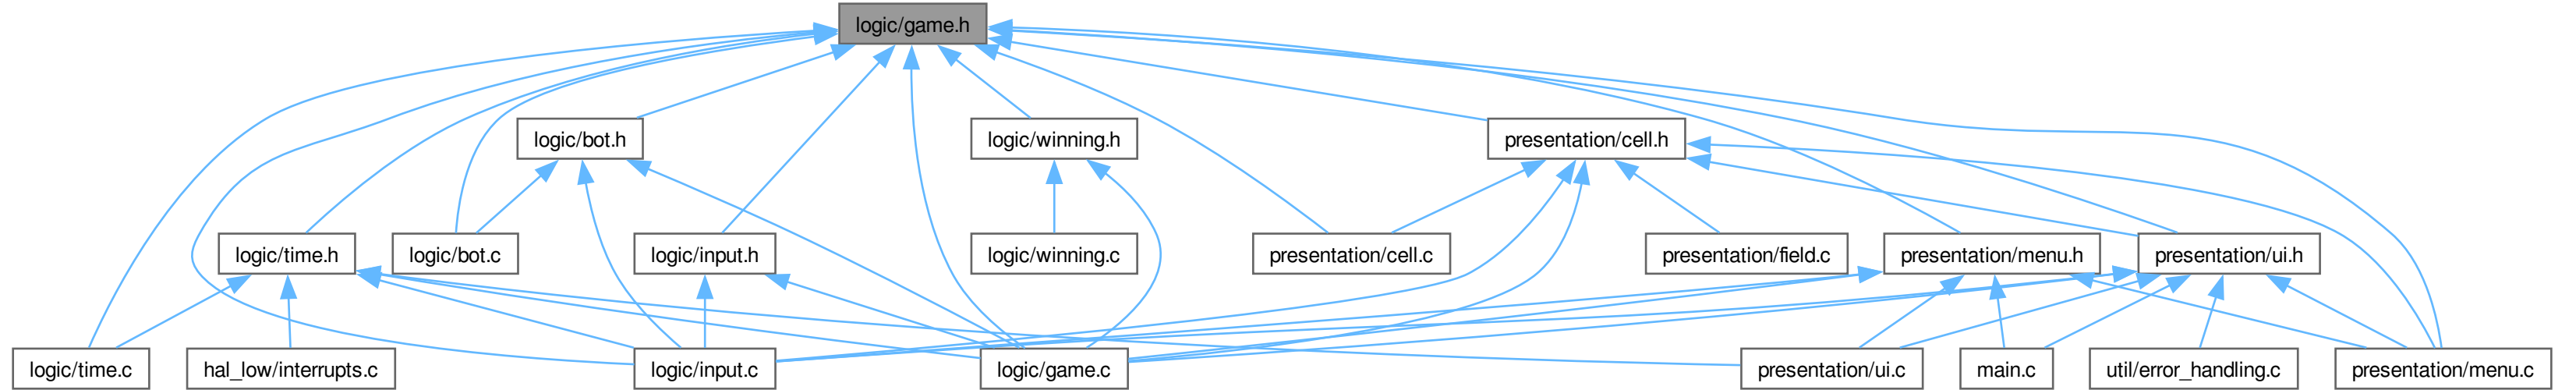 logic/game.h
logic/bot.h
logic/winning.h
presentation/cell.h
logic/time.h
logic/bot.c
logic/input.h
logic/winning.c
presentation/cell.c
presentation/field.c
presentation/menu.h
presentation/ui.h
logic/time.c
hal_low/interrupts.c
logic/input.c
logic/game.c
presentation/ui.c
main.c
util/error_handling.c
presentation/menu.c